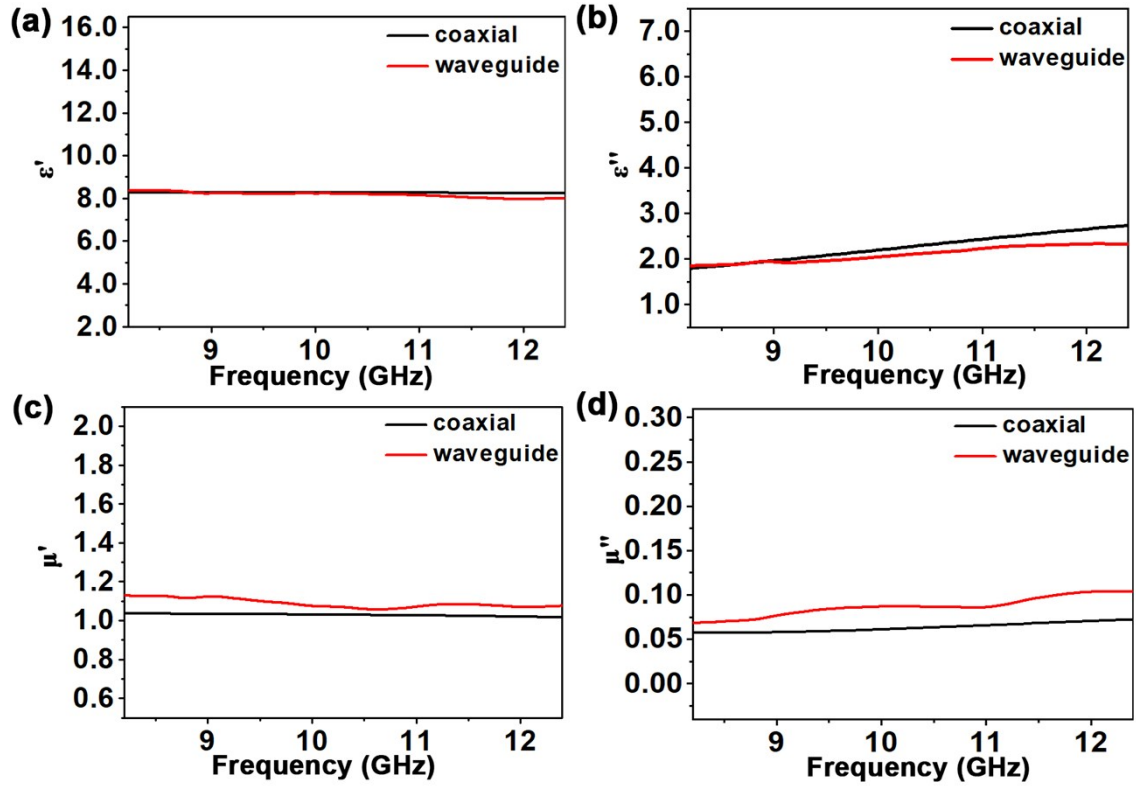 (a)
16.0
14.0
12.0
10.0
8.0
6.0
4.0
2.0
ε'
coaxial
waveguide
9 10 11 12
Frequency (GHz)
(b)
7.0
6.0
5.0
4.0
3.0
2.0
1.0
ε''
coaxial
waveguide
9 10 11 12
Frequency (GHz)
(c)
2.0
1.8
1.6
1.4
1.2
1.0
0.8
0.6
μ'
coaxial
waveguide
9 10 11 12
Frequency (GHz)
(d)
0.30
0.25
0.20
0.15
0.10
0.05
0.00
μ''
coaxial
waveguide
9 10 11 12
Frequency (GHz)